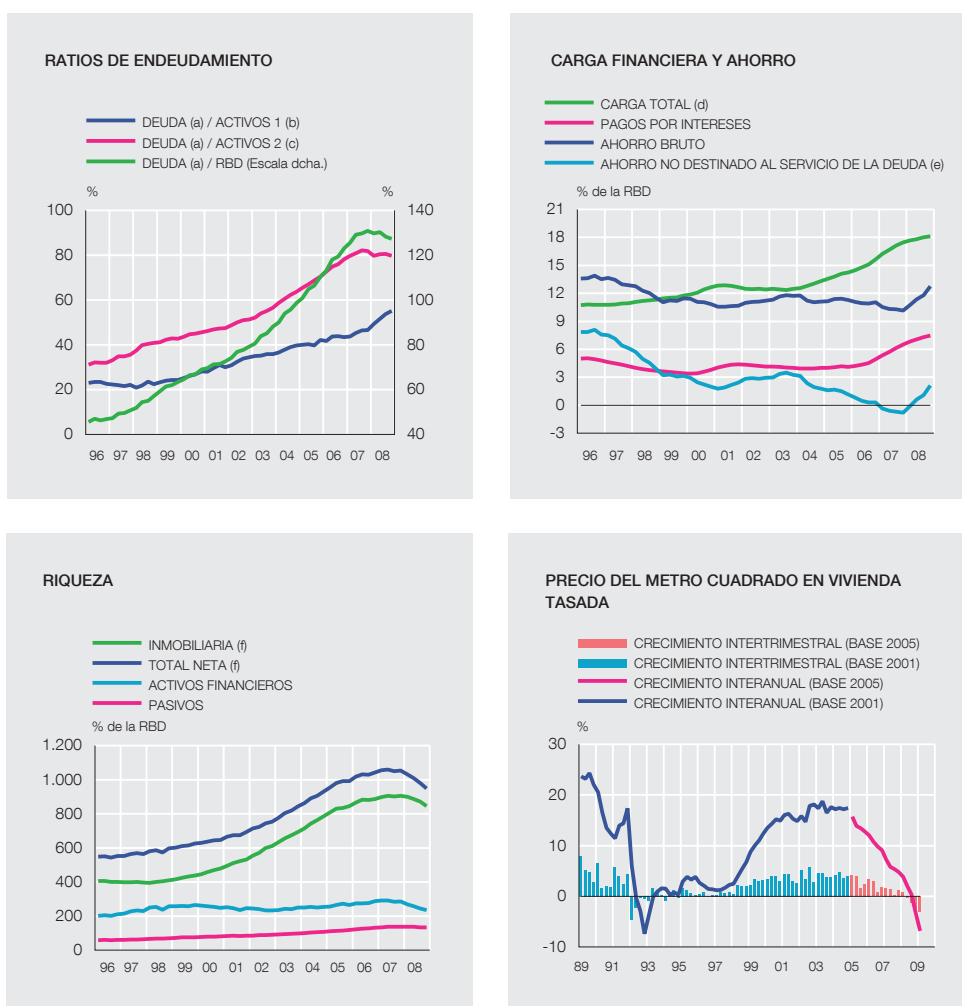 RATIOS DE ENDEUDAMIENTO
DEUDA (a) / ACTIVOS 1 (b)
DEUDA (a) / ACTIVOS 2 (c)
DEUDA (a) / RBD (Escala dcha.)
% %
100 140
80 120
60 100
40 80
20 60
0 40
96 97 98 99 00 01 02 03 04 05 06 07 08
CARGA FINANCIERA Y AHORRO
CARGA TOTAL (d)
PAGOS POR INTERESES
AHORRO BRUTO
AHORRO NO DESTINADO AL SERVICIO DE LA DEUDA (e)
% de la RBD
21
18
15
12
9
6
3
0
-3
96 97 98 99 00 01 02 03 04 05 06 07 08
RIQUEZA
INMOBILIARIA (f)
TOTAL NETA (f)
ACTIVOS FINANCIEROS
PASIVOS
% de la RBD
1.200
1.000
800
600
400
200
0
96 97 98 99 00 01 02 03 04 05 06 07 08
PRECIO DEL METRO CUADRADO EN VIVIENDA
TASADA
CRECIMIENTO INTERTRIMESTRAL (BASE 2005)
CRECIMIENTO INTERTRIMESTRAL (BASE 2001)
CRECIMIENTO INTERANUAL (BASE 2005)
CRECIMIENTO INTERANUAL (BASE 2001)
%
30
20
10
0
-10
89 91 93 95 97 99 01 03 05 07 09